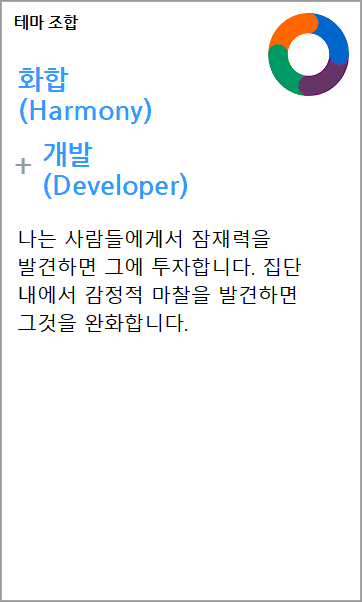 테마 조합
화합
(Harmony)
+ 개발
(Developer)
나는 사람들에게서 잠재력을
발견하면 그에 투자합니다. 집단
내에서 감정적 마찰을 발견하면
그것을 완화합니다.